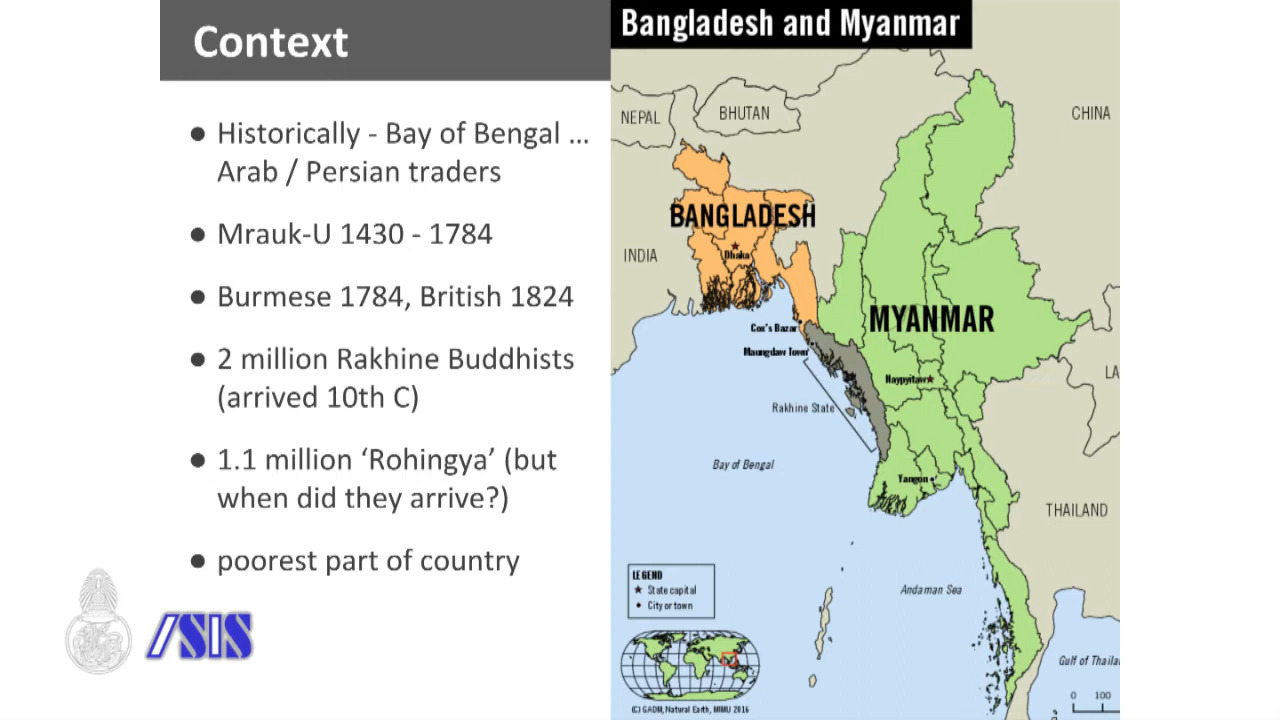 Context
● Historically - Bay of Bengal ...
Arab / Persian traders
● Mrauk-U 1430 - 1784
● Burmese 1784, British 1824
● 2 million Rakhine Buddhists
(arrived 10th C)
● 1.1 million ‘Rohingya’ (but
when did they arrive?)
● poorest part of country
ISIS
Bangladesh and Myanmar
NEPAL
BHUTAN
CHINA
BANGLADESH
INDIA
Dhaka
MYANMAR
Cox's Bazar
Maungdaw Town
LA
Naypyitaw
Rakhine State
Bay of Bengal
Yangon
THAILAND
LEGEND
State capital
City or town
Andaman Sea
Gulf of Thaila
0 100
(C) GADM, Natural Earth, MIMU 2016